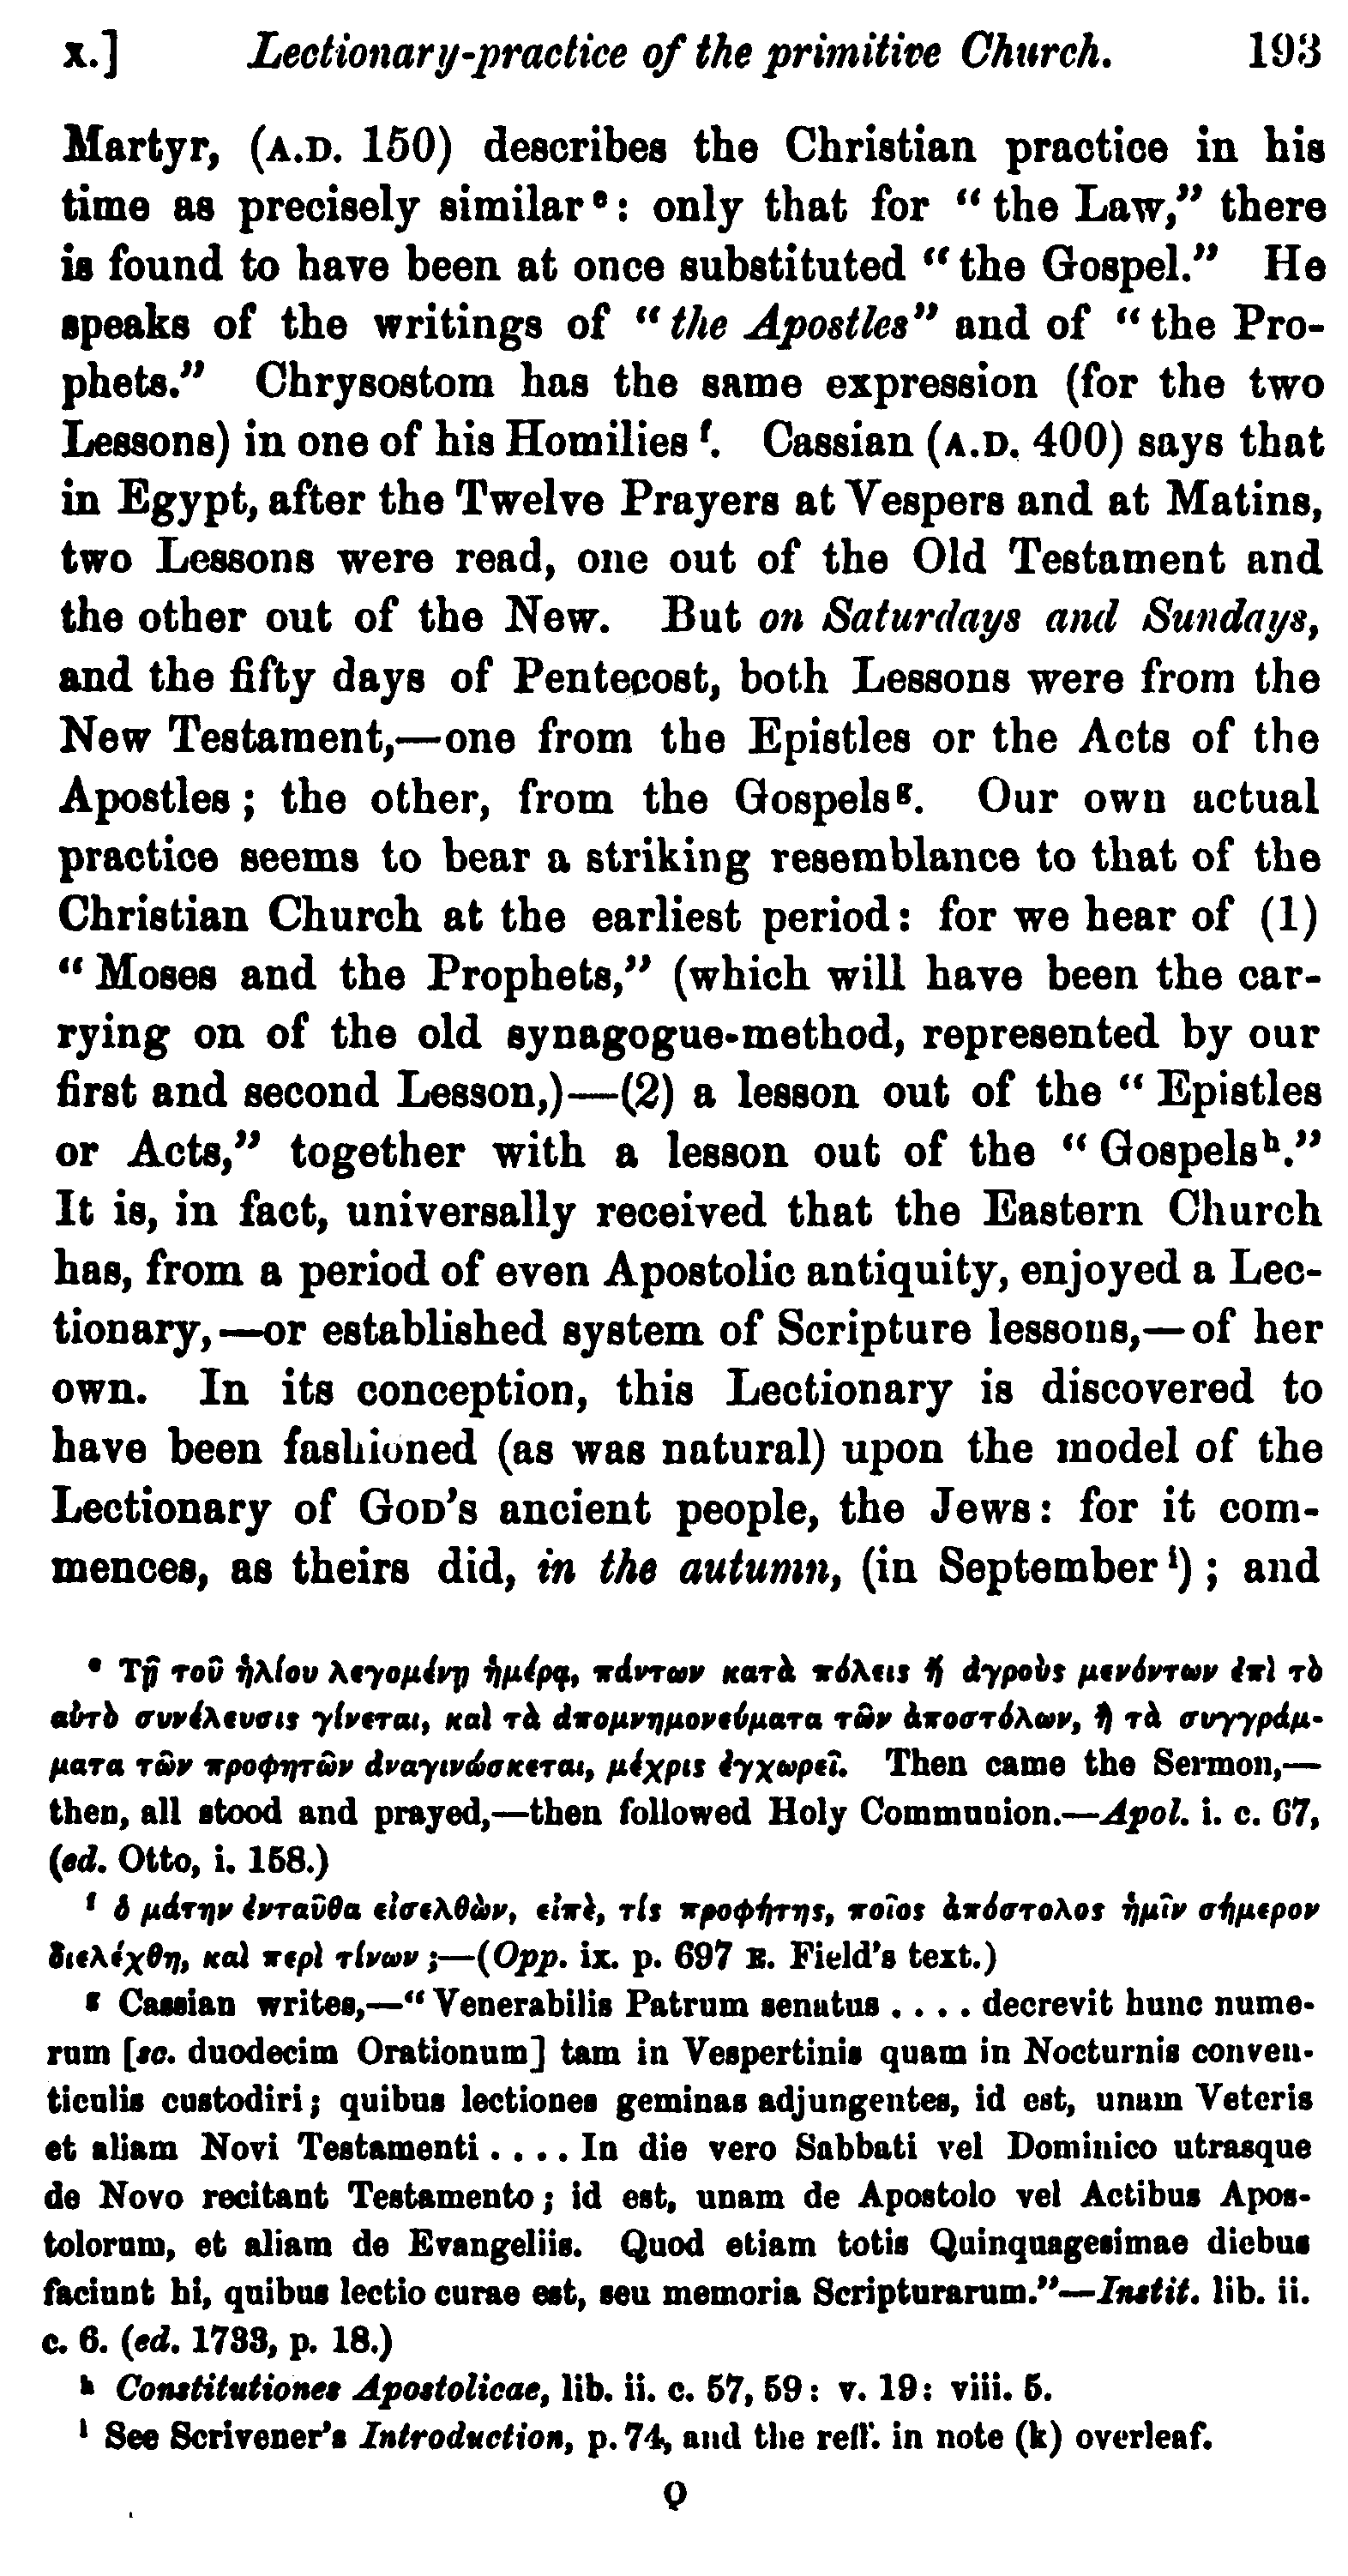 x.] Lectionary-practice of the primitive Church. 193
Martyr, (A.D. 150) describes the Christian practice in his
time as precisely similar e: only that for “the Law,” there
is found to have been at once substituted “the Gospel.” He
speaks of the writings of “the Apostles” and of “the Pro-
phets.” Chrysostom has the same expression (for the two
Lessons) in one of his Homilies f. Cassian (A.D. 400) says that
in Egypt, after the Twelve Prayers at Vespers and at Matins,
two Lessons were read, one out of the Old Testament and
the other out of the New. But on Saturdays and Sundays,
and the fifty days of Pentecost, both Lessons were from the
New Testament,—one from the Epistles or the Acts of the
Apostles; the other, from the Gospels g. Our own actual
practice seems to bear a striking resemblance to that of the
Christian Church at the earliest period: for we hear of (1)
“Moses and the Prophets,” (which will have been the car-
rying on of the old synagogue-method, represented by our
first and second Lesson,)—(2) a lesson out of the “Epistles
or Acts,” together with a lesson out of the “Gospels h.”
It is, in fact, universally received that the Eastern Church
has, from a period of even Apostolic antiquity, enjoyed a Lec-
tionary,—or established system of Scripture lessons,—of her
own. In its conception, this Lectionary is discovered to
have been fashioned (as was natural) upon the model of the
Lectionary of GOD's ancient people, the Jews: for it com-
mences, as theirs did, in the autumn, (in September i); and
e Τῇ τοῦ ἡλίου λεγομένῃ ἡμέρᾳ, πάντων κατὰ πόλεις ἢ ἀγροὺς μενόντων ἐπὶ τὸ
αὐτὸ συνέλευσις γίνεται, καὶ τὰ ἀπομνημονεύματα τῶν ἀποστόλων, ἢ τὰ συγγράμ-
ματα τῶν προφητῶν ἀναγινώσκεται, μέχρις ἐγχωρεῖ. Then came the Sermon,—
then, all stood and prayed,—then followed Holy Communion.—Apol. i. c. 67,
(ed. Otto, i. 158.)
f ὁ μάτην ἐνταῦθα εἰσελθὼν, εἰπὲ, τίς προφήτης, ποῖος ἀπόστολος ἡμῖν σήμερον
διελέχθη, καὶ περὶ τίνων;—(Opp. ix. p. 697 E. Field's text.)
g Cassian writes,—“Venerabilis Patrum senatus . . . . decrevit hunc nume-
rum [sc. duodecim Orationum] tam in Vespertinis quam in Nocturnis conven-
ticulis custodiri; quibus lectiones geminas adjungentes, id est, unam Veteris
et aliam Novi Testamenti . . . . In die vero Sabbati vel Dominico utrasque
de Novo recitant Testamento; id est, unam de Apostolo vel Actibus Apos-
tolorum, et aliam de Evangeliis. Quod etiam totis Quinquagesimae diebus
faciunt hi, quibus lectio curae est, seu memoria Scripturarum.”—Instit. lib. ii.
c. 6. (ed. 1733, p. 18.)
h Constitutiones Apostolicae, lib. ii. c. 57, 59: v. 19: viii. 5.
i See Scrivener's Introduction, p. 74, and the reff. in note (k) overleaf.
Q